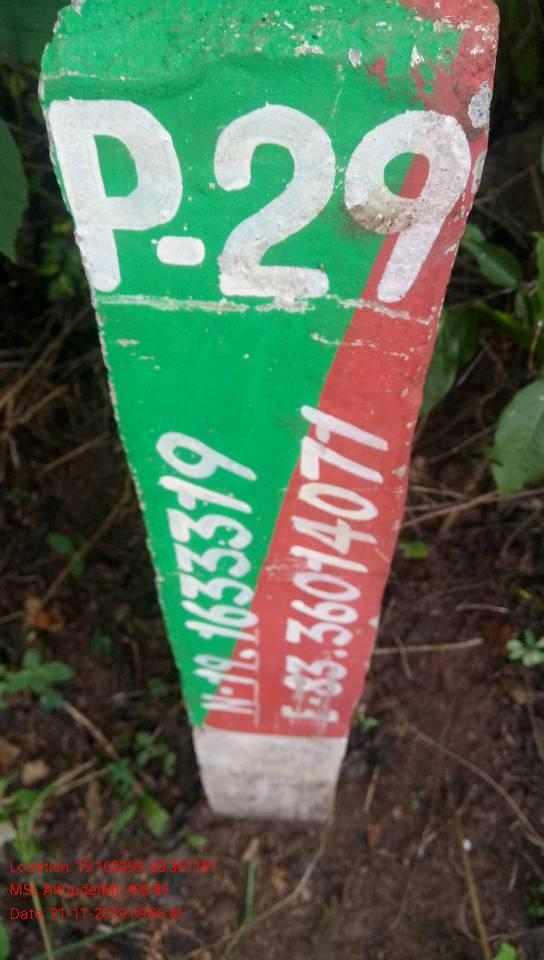 P-29
N-19.1633319
E-83.36014071
Location: 19.163399, 83.361151
MSL Altitude(M): 405.86
Date: 21-11-2019 09:56:41